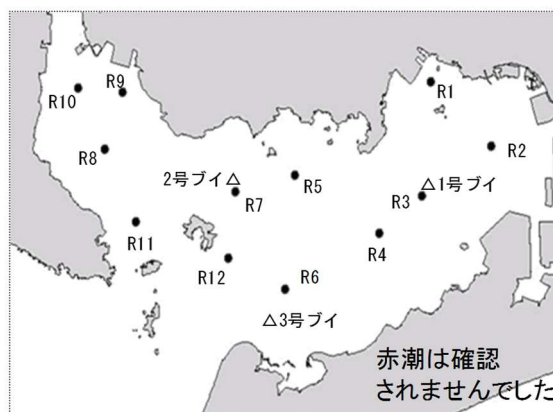 R9
R1
R10
R2
R8
2号ブイ△
R5
△1号ブイ
R7
R3
R11
R4
R12
R6
△3号ブイ
赤潮は確認
されませんでした